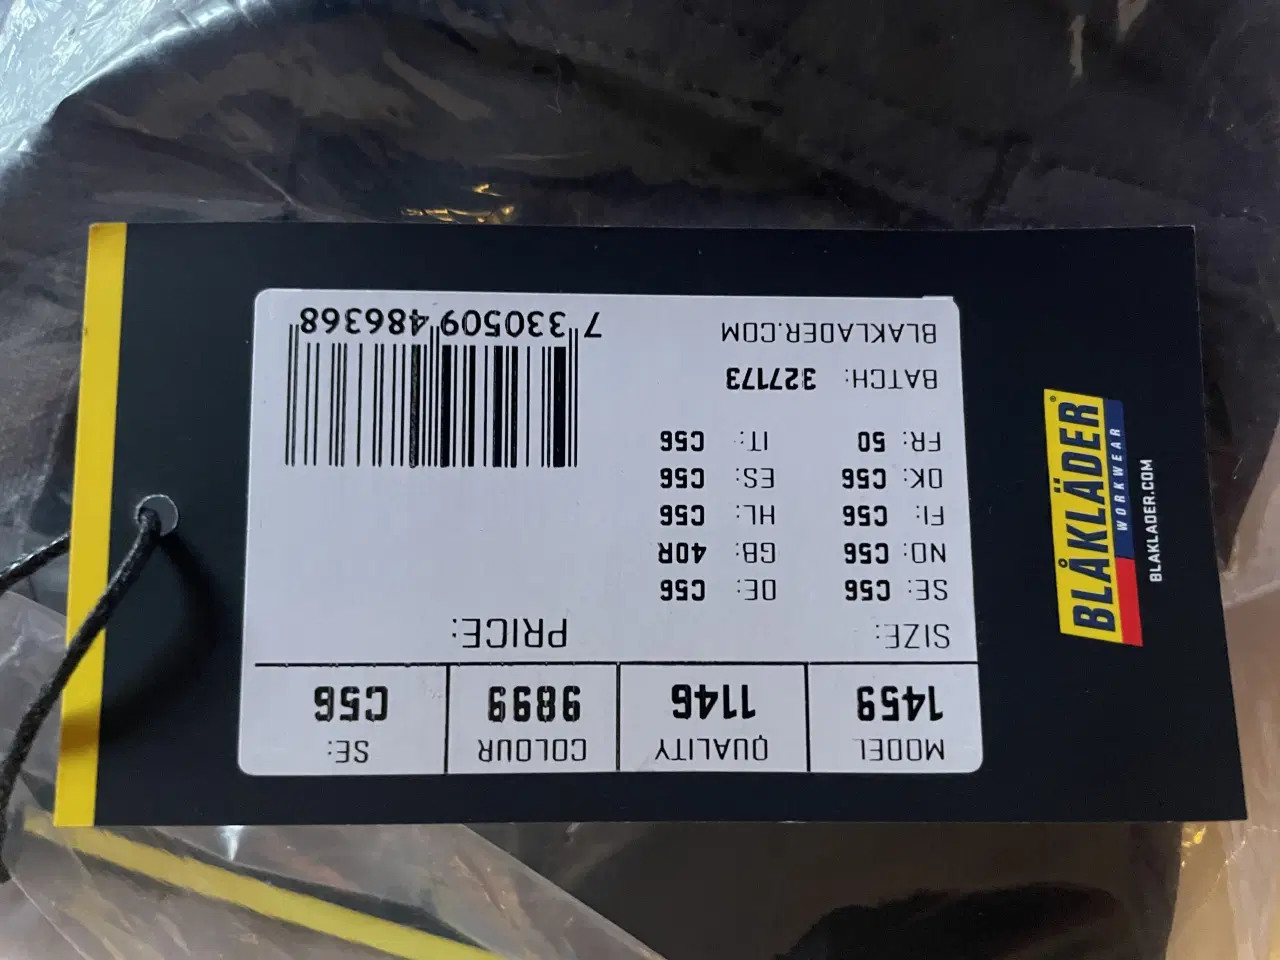 MODEL QUALITY COLOUR SE:
1459 1146 9899 C56
SIZE: PRICE:
SE: C56 DE: C56
NO: C56 GB: 40R
FI: C56 HL: C56
DK: C56 ES: C56
FR: 50 IT: C56
BATCH: 327173
BLAKLADER.COM
7 330509 486368
BLÅKLÄDER®
WORKWEAR
BLAKLADER.COM